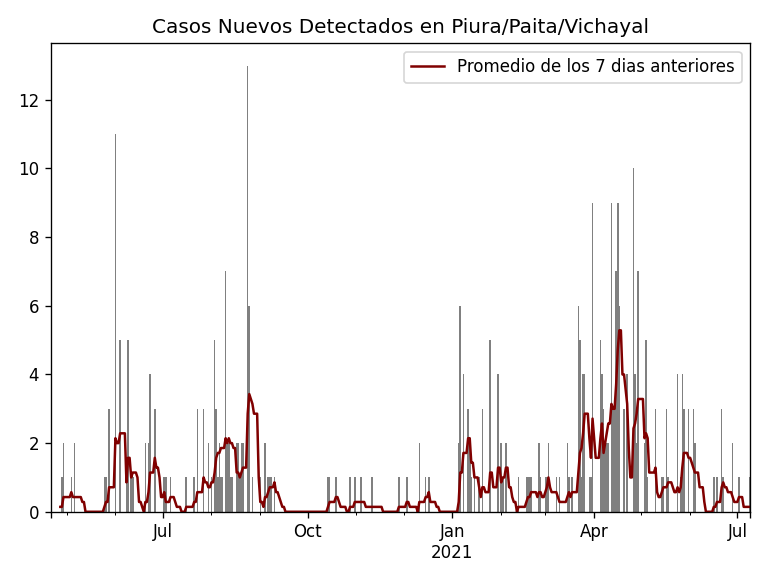 Casos Nuevos Detectados en Piura/Paita/Vichayal
Promedio de los 7 dias anteriores
12
10
8
6
4
2
0
Jul
Oct
Jan
2021
Apr
Jul